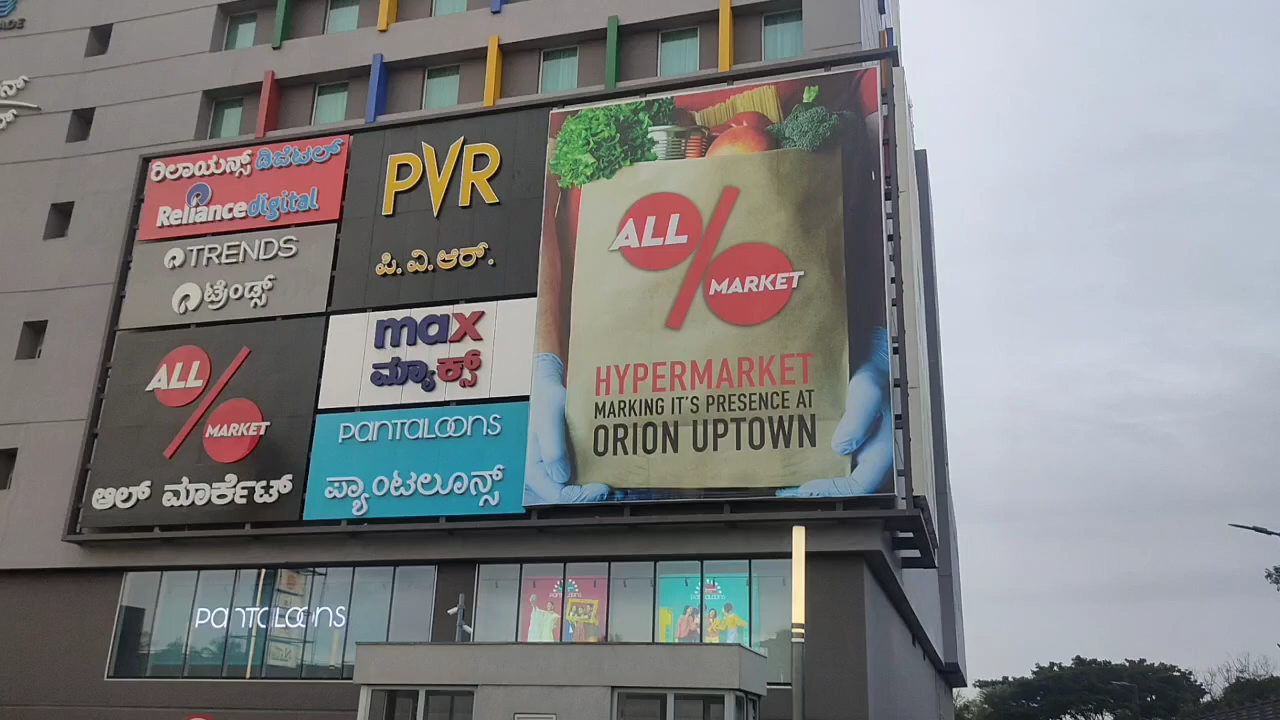 ರಿಲಾಯನ್ಸ್ ಡಿಜಿಟಲ್
Reliance digital
TRENDS
ಟ್ರೆಂಡ್ಸ್
ALL
MARKET
ಆಲ್ ಮಾರ್ಕೆಟ್
PVR
ಪಿ. ವಿ. ಆರ್.
max
ಮ್ಯಾಕ್ಸ್
PANTALOONS
ಪ್ಯಾಂಟಲೂನ್ಸ್
ALL
MARKET
HYPERMARKET
MARKING IT'S PRESENCE AT
ORION UPTOWN
PANTALOONS